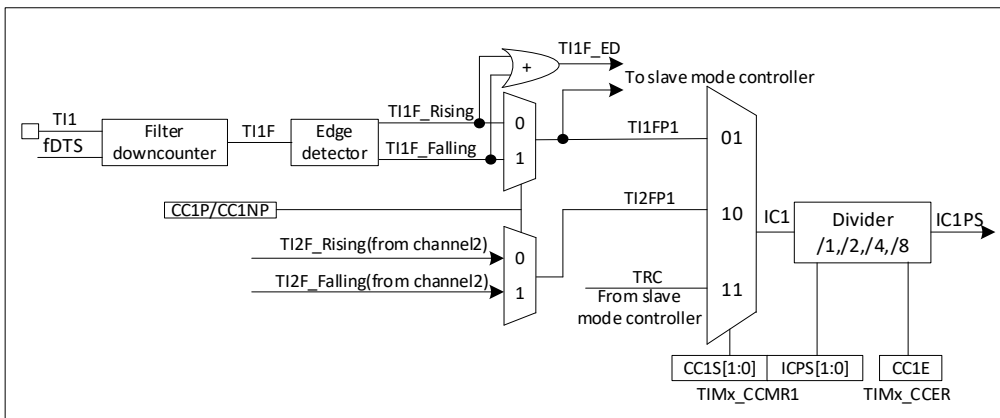 TI1F_ED
+
To slave mode controller
TI1
TI1F_Rising
fDTS
Filter
downcounter
TI1F
Edge
detector
0
TI1FP1
01
TI1F_Falling
1
CC1P/CC1NP
TI2FP1
10
IC1
Divider
/1,/2,/4,/8
IC1PS
TI2F_Rising(from channel2)
0
TI2F_Falling(from channel2)
1
TRC
11
From slave
mode controller
CC1S[1:0]
ICPS[1:0]
CC1E
TIMx_CCMR1
TIMx_CCER